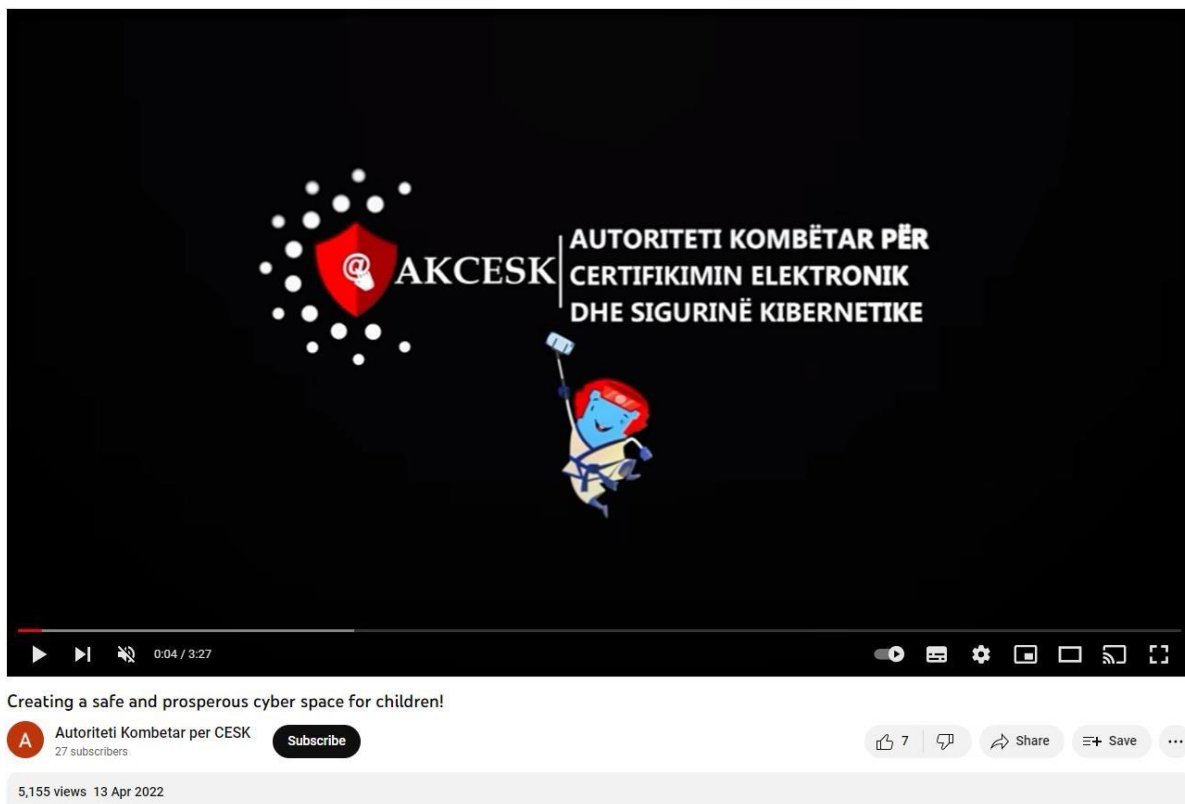 @
AKCESK
AUTORITETI KOMBËTAR PËR
CERTIFIKIMIN ELEKTRONIK
DHE SIGURINË KIBERNETIKE
0:04 / 3:27
Creating a safe and prosperous cyber space for children!
A
Autoriteti Kombetar per CESK
27 subscribers
Subscribe
7
Share
Save
5,155 views 13 Apr 2022